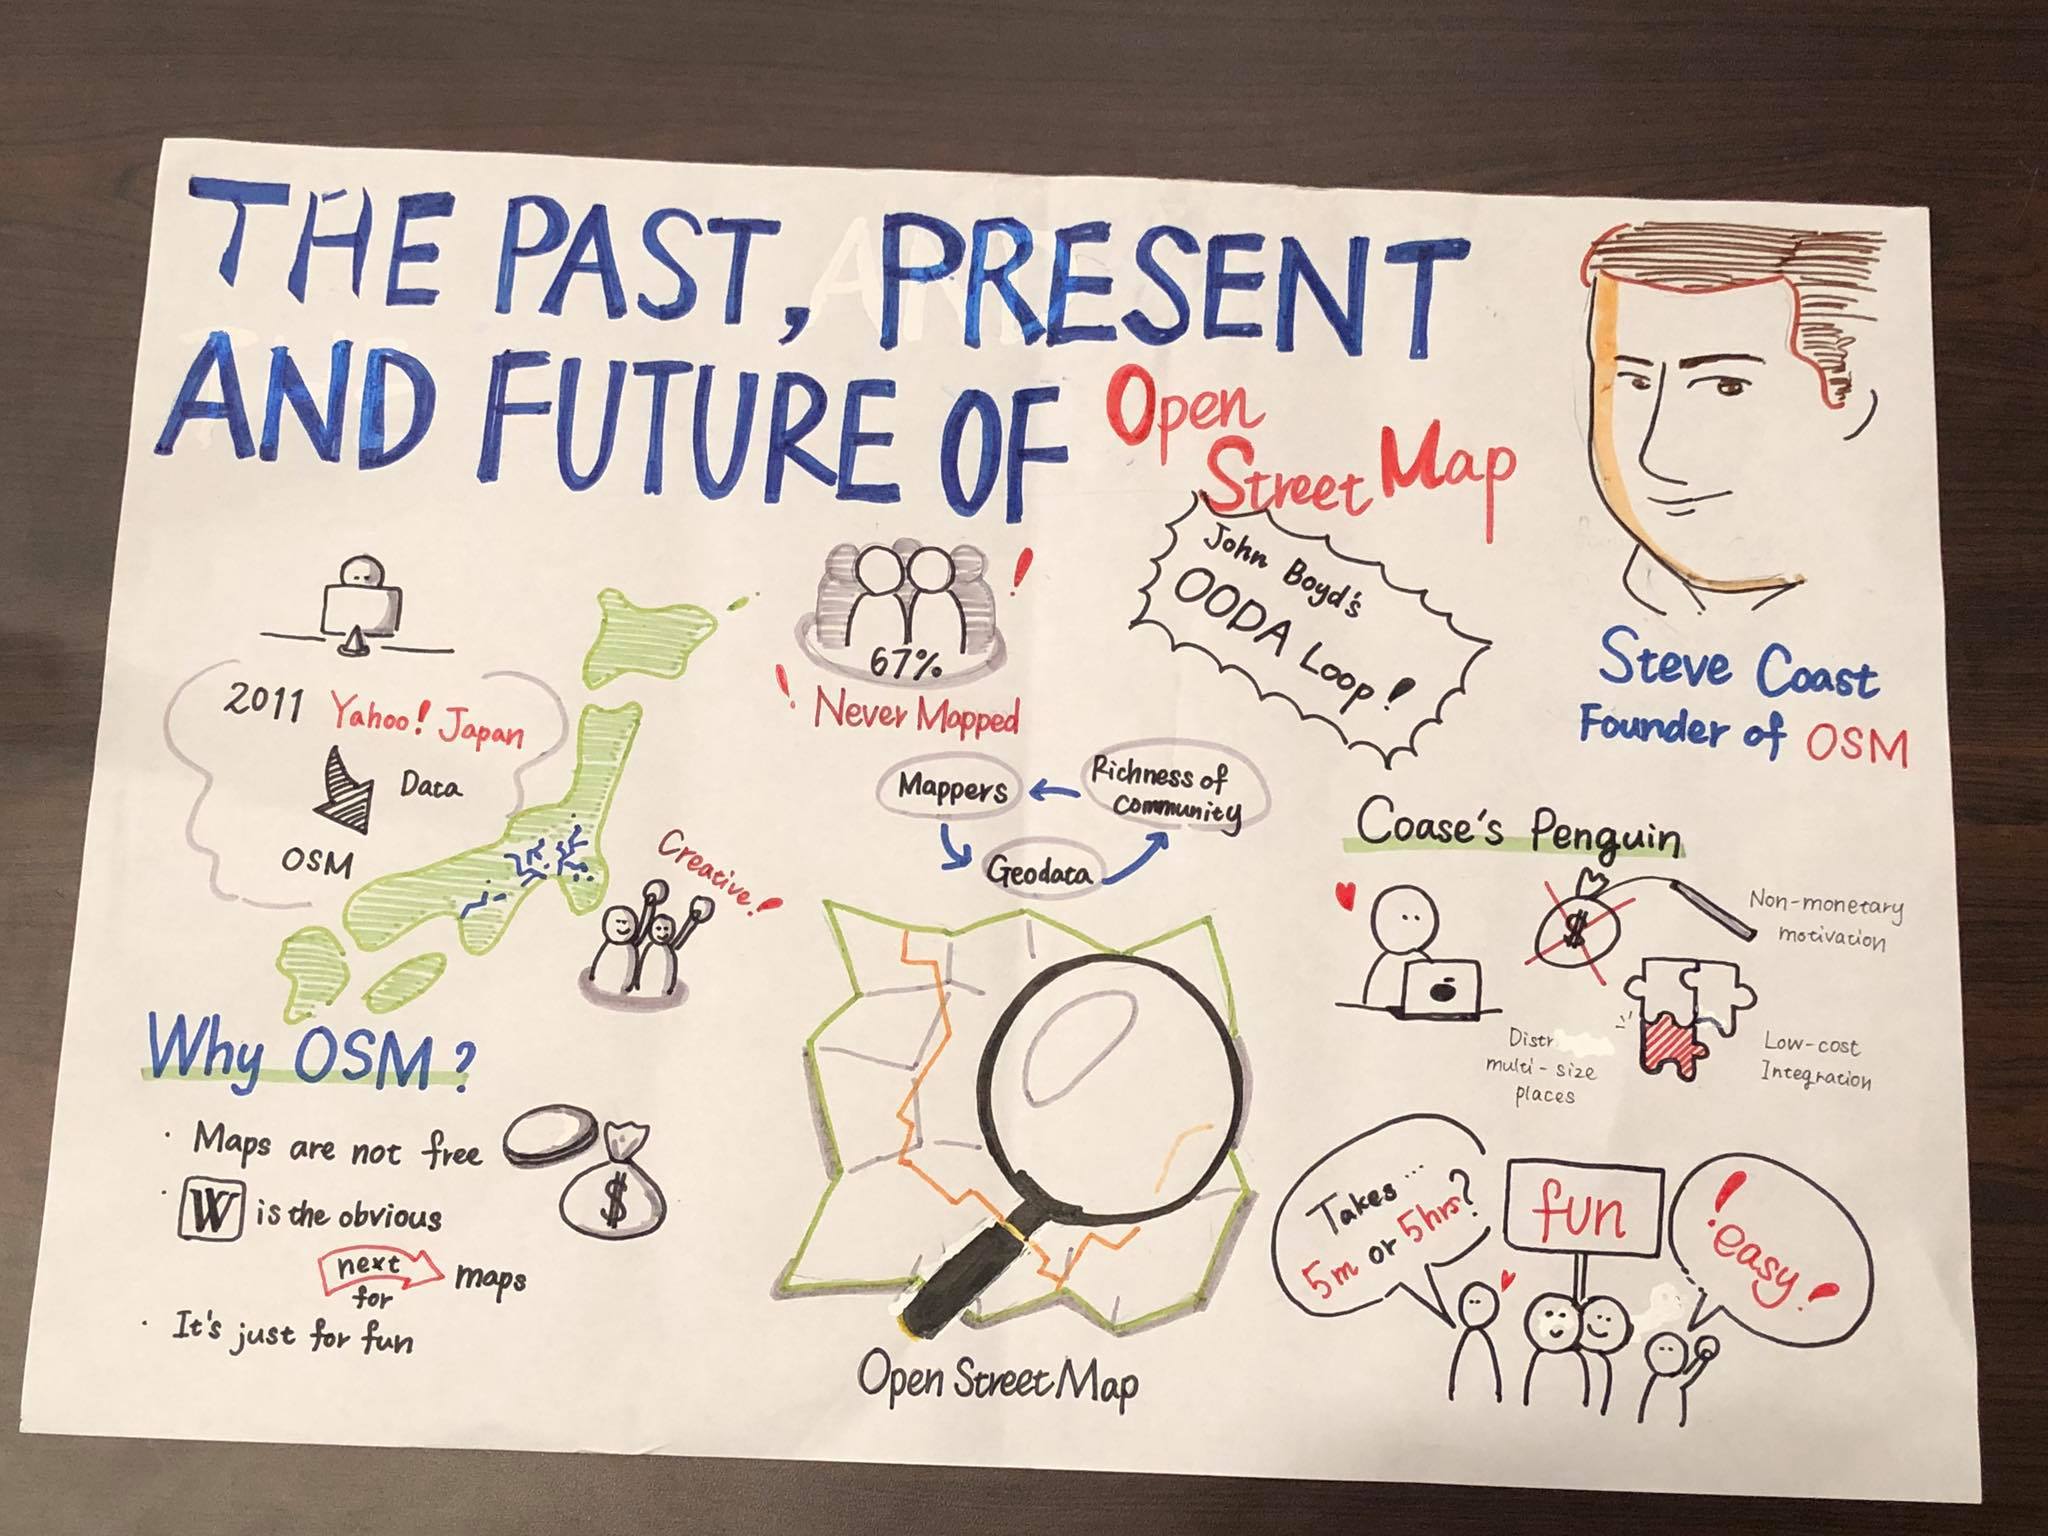 THE PAST, PRESENT
AND FUTURE OF
Open
Street Map
John Boyd's
OODA Loop!
Steve Coast
Founder of OSM
2011 Yahoo! Japan
Data
OSM
Creative!
67%
! Never Mapped !
Mappers
Richness of
community
Geodata
Coase's Penguin
Non-monetary
motivation
Distr
multi-size
places
Low-cost
Integration
Why OSM?
· Maps are not free
$
· W is the obvious
next
for
maps
· It's just for fun
Open Street Map
$
Takes...
5m or 5hrs?
fun
! easy!